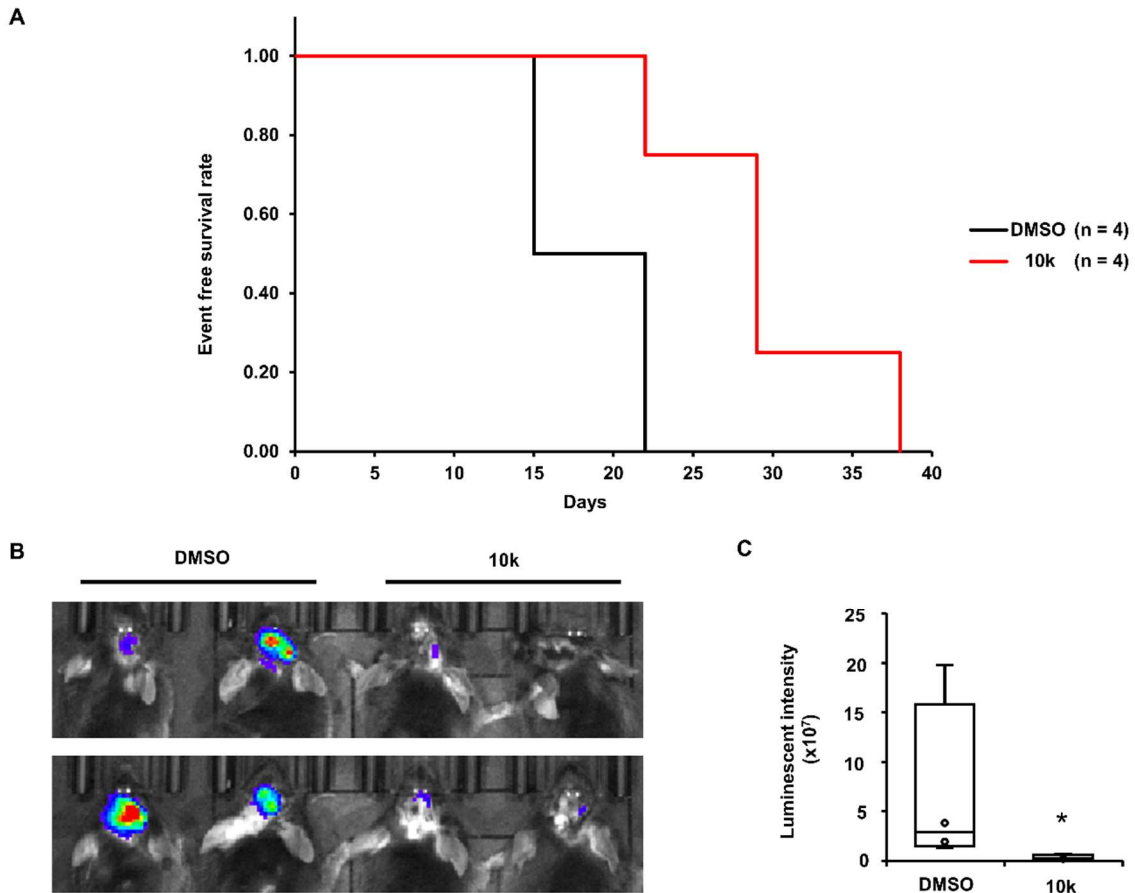 A
Event free survival rate
1.00
0.80
0.60
0.40
0.20
0.00
0
5
10
15
20
25
30
35
40
Days
DMSO (n = 4)
10k (n = 4)
B
DMSO
10k
C
Luminescent intensity
(x10⁷)
25
20
15
10
5
0
*
DMSO
10k